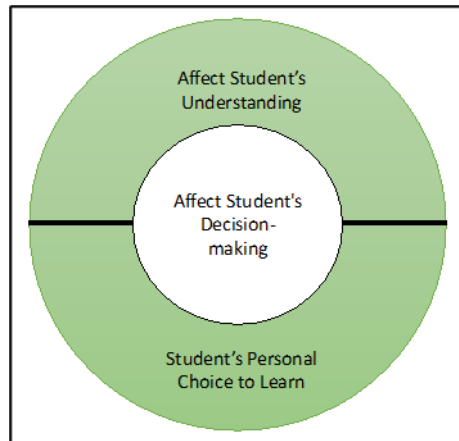 Affect Student’s
Understanding
Affect Student's
Decision-
making
Student’s Personal
Choice to Learn